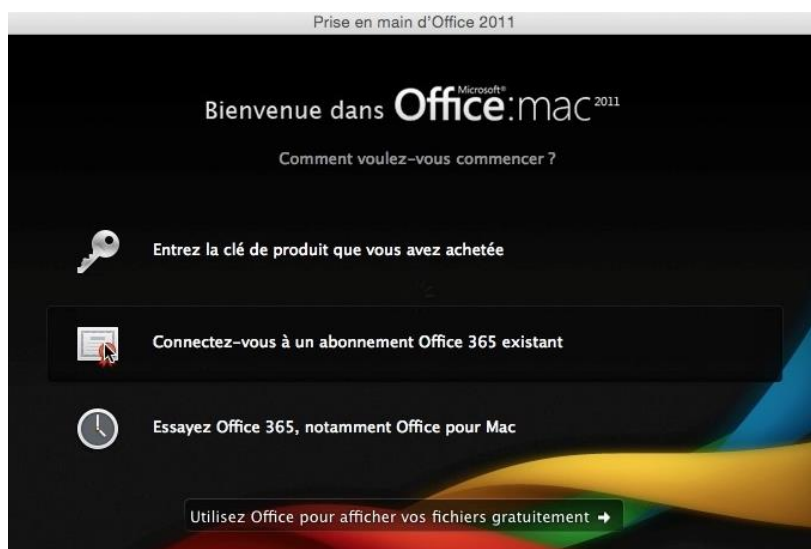 Prise en main d'Office 2011
Bienvenue dans Microsoft® Office:mac 2011
Comment voulez-vous commencer ?
Entrez la clé de produit que vous avez achetée
Connectez-vous à un abonnement Office 365 existant
Essayez Office 365, notamment Office pour Mac
Utilisez Office pour afficher vos fichiers gratuitement →